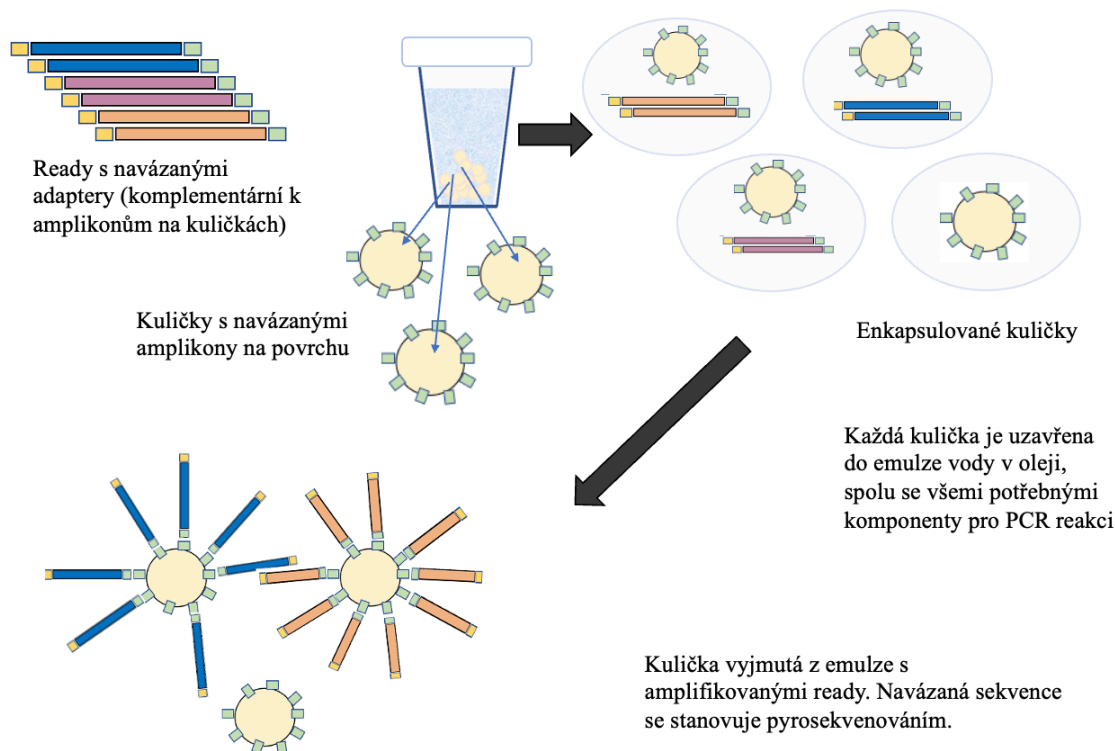 Ready s navázanými
adaptery (komplementární k
amplikonům na kuličkách)
Kuličky s navázanými
amplikony na povrchu
Enkapsulované kuličky
Každá kulička je uzavřena
do emulze vody v oleji,
spolu se všemi potřebnými
komponenty pro PCR reakci
Kulička vyjmutá z emulze s
amplifikovanými ready. Navázaná sekvence
se stanovuje pyrosekvenováním.